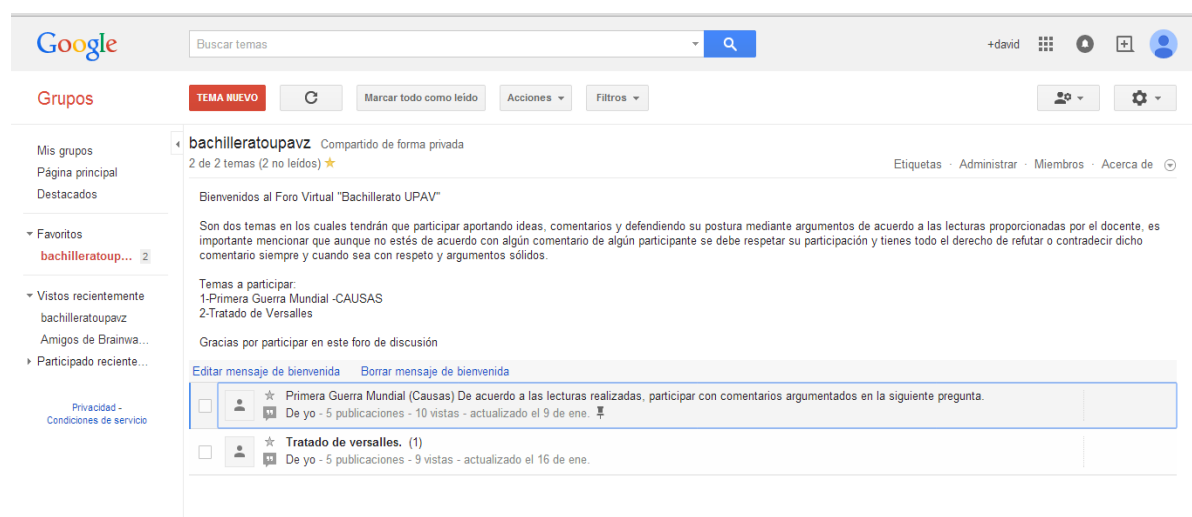 Google
Buscar temas
+david
Grupos
TEMA NUEVO
Marcar todo como leído
Acciones
Filtros
Mis grupos
Página principal
Destacados
Favoritos
bachilleratoup... 2
Vistos recientemente
bachilleratoupavz
Amigos de Brainwa...
Participado reciente...
Privacidad -
Condiciones de servicio
bachilleratoupavz Compartido de forma privada
2 de 2 temas (2 no leídos)
Etiquetas · Administrar · Miembros · Acerca de
Bienvenidos al Foro Virtual "Bachillerato UPAV"
Son dos temas en los cuales tendrán que participar aportando ideas, comentarios y defendiendo su postura mediante argumentos de acuerdo a las lecturas proporcionadas por el docente, es
importante mencionar que aunque no estés de acuerdo con algún comentario de algún participante se debe respetar su participación y tienes todo el derecho de refutar o contradecir dicho
comentario siempre y cuando sea con respeto y argumentos sólidos.
Temas a participar:
1-Primera Guerra Mundial -CAUSAS
2-Tratado de Versalles
Gracias por participar en este foro de discusión
Editar mensaje de bienvenida Borrar mensaje de bienvenida
Primera Guerra Mundial (Causas) De acuerdo a las lecturas realizadas, participar con comentarios argumentados en la siguiente pregunta.
De yo - 5 publicaciones - 10 vistas - actualizado el 9 de ene.
Tratado de versalles. (1)
De yo - 5 publicaciones - 9 vistas - actualizado el 16 de ene.